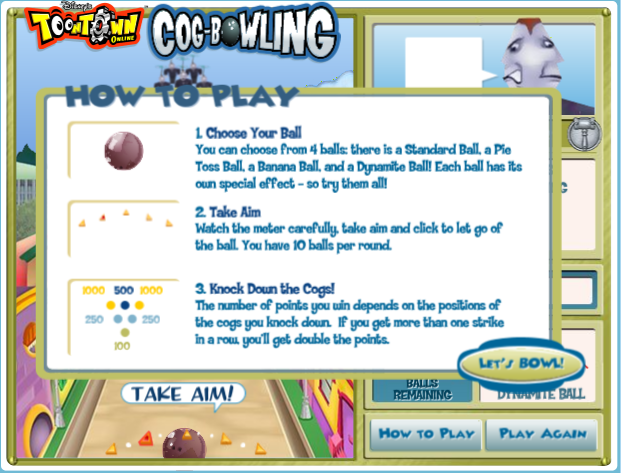 Disney's
TOONTOWN
ONLINE
COG-BOWLING
HOW TO PLAY
1. Choose Your Ball
You can choose from 4 balls: there is a Standard Ball, a Pie
Toss Ball, a Banana Ball, and a Dynamite Ball! Each ball has its
own special effect - so try them all!
2. Take Aim
Watch the meter carefully, take aim and click to let go of
the ball. You have 10 balls per round.
3. Knock Down the Cogs!
1000 500 1000
250 250
100
The number of points you win depends on the positions of
the cogs you knock down. If you get more than one strike
in a row, you'll get double the points.
LET'S BOWL!
TAKE AIM!
BALLS
REMAINING
DYNAMITE BALL
HOW TO PLAY
PLAY AGAIN